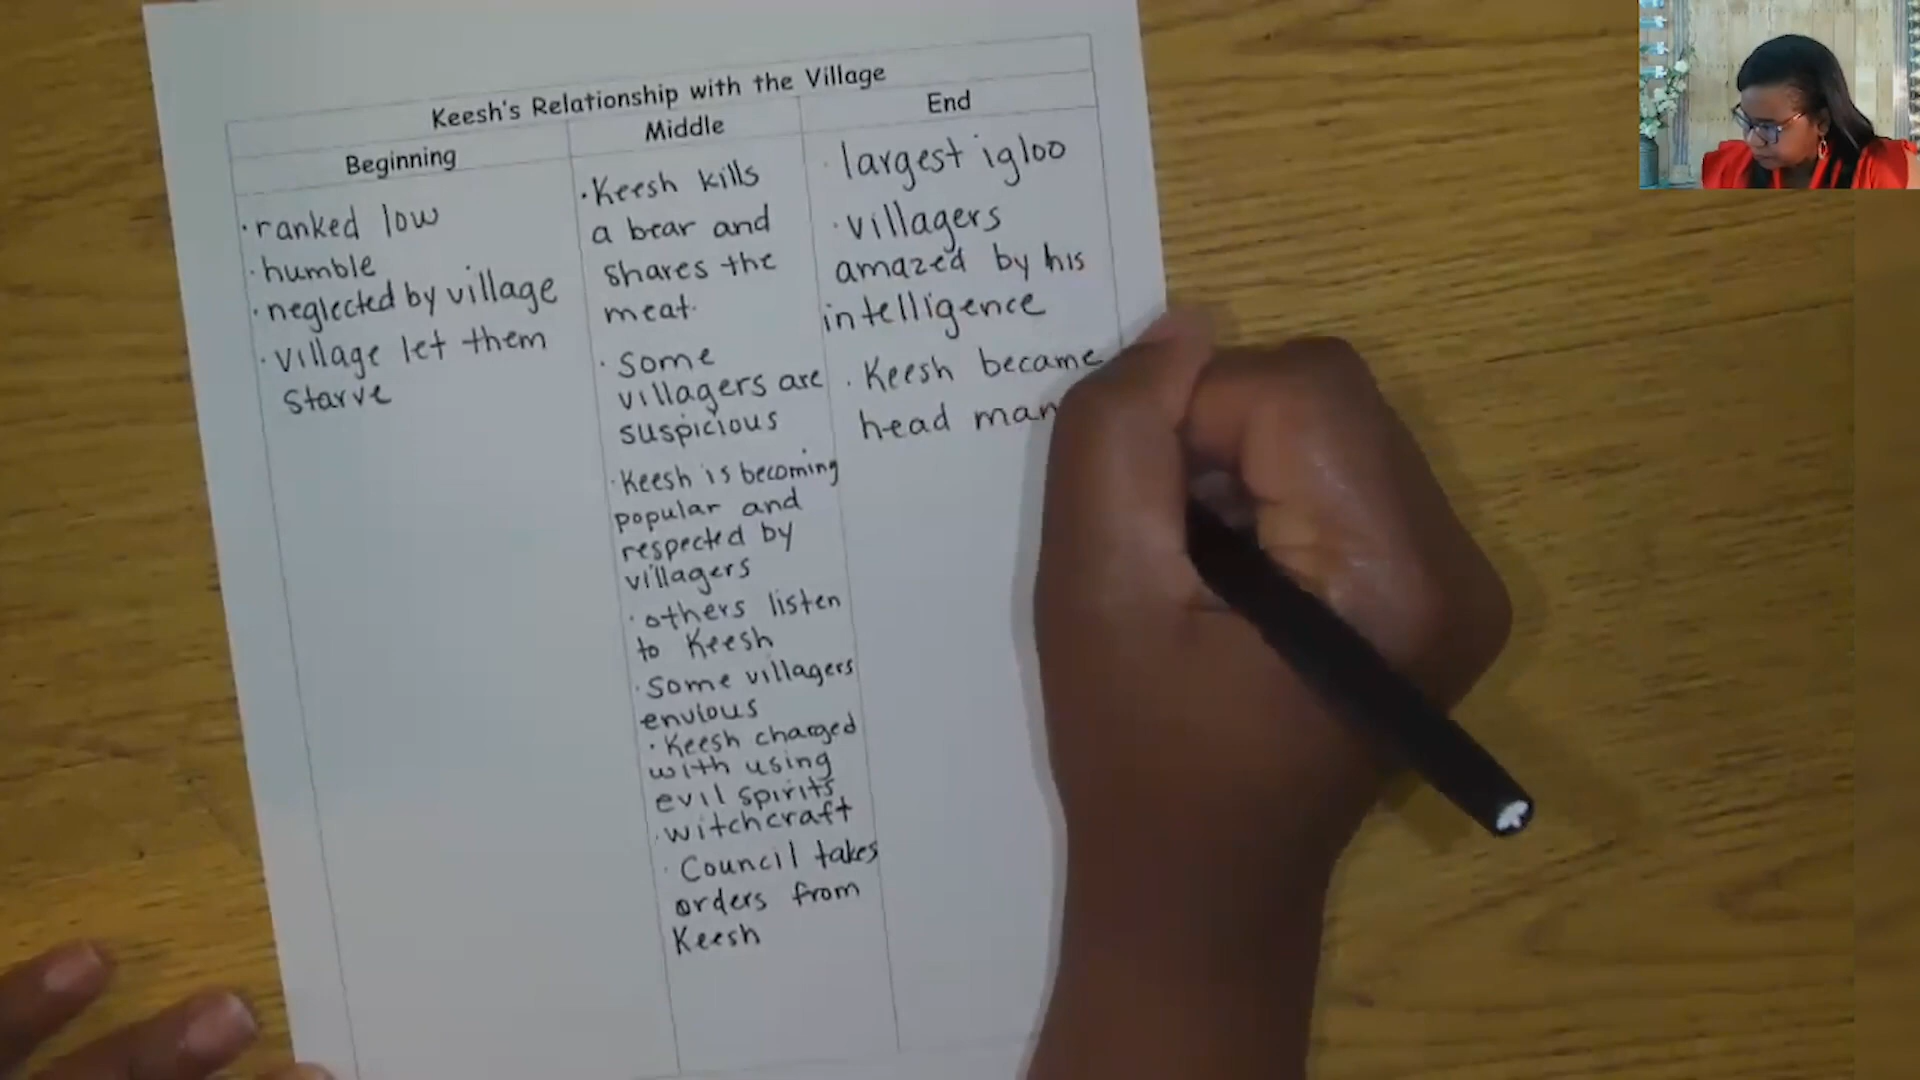 Keesh's Relationship with the Village
Beginning
Middle
End
·ranked low
·humble
·neglected by village
·village let them
starve
·Keesh kills
a bear and
shares the
meat.
·some
villagers are
suspicious
·Keesh is becoming
popular and
respected by
villagers
·others listen
to Keesh
·some villagers
envious
·Keesh charged
with using
evil spirits
·witchcraft
·Council takes
orders from
Keesh
·largest igloo
·villagers
amazed by his
intelligence
·Keesh became
head man